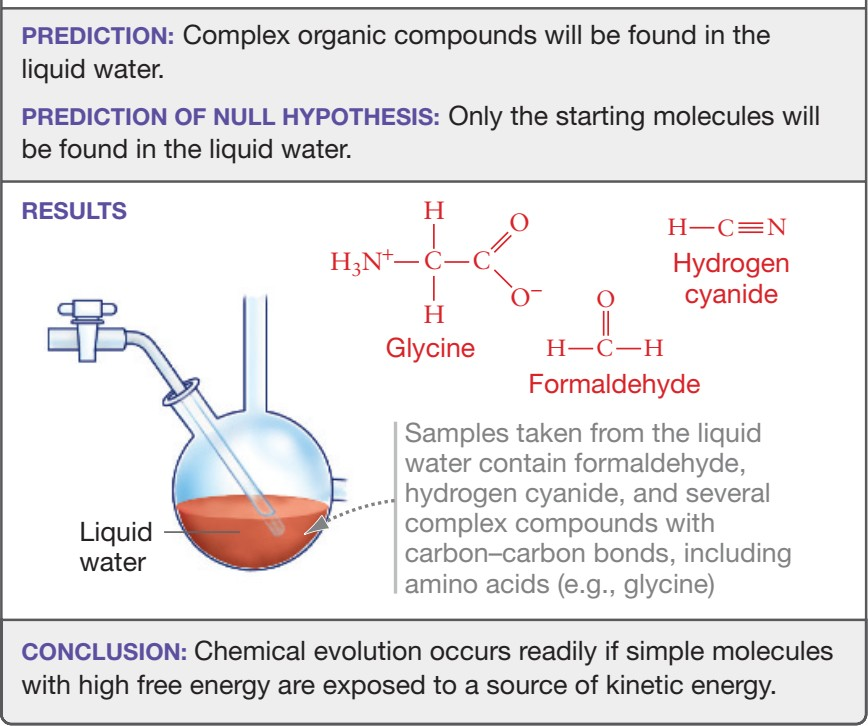 PREDICTION: Complex organic compounds will be found in the
liquid water.
PREDICTION OF NULL HYPOTHESIS: Only the starting molecules will
be found in the liquid water.
RESULTS
H
O
H₃N⁺—C—C
O⁻
H
Glycine
H—C≡N
Hydrogen
cyanide
O
H—C—H
Formaldehyde
Samples taken from the liquid
water contain formaldehyde,
hydrogen cyanide, and several
complex compounds with
carbon–carbon bonds, including
amino acids (e.g., glycine)
Liquid
water
CONCLUSION: Chemical evolution occurs readily if simple molecules
with high free energy are exposed to a source of kinetic energy.